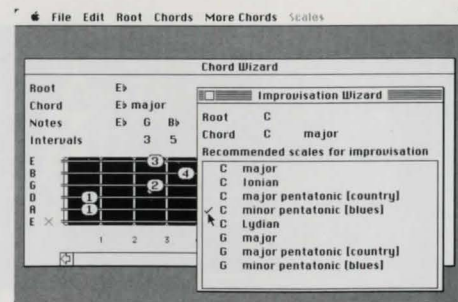 File Edit Root Chords More Chords Scales
Chord Wizard
Root E♭
Chord E♭ major
Notes E♭ G B♭
Intervals 3 5
E 3
B 4
G 2
D 1
A 1
E ×
1 2 3
Improvisation Wizard
Root C
Chord C major
Recommended scales for improvisation
C major
C Ionian
C major pentatonic [country]
✓ C minor pentatonic [blues]
C Lydian
G major
G major pentatonic [country]
G minor pentatonic [blues]